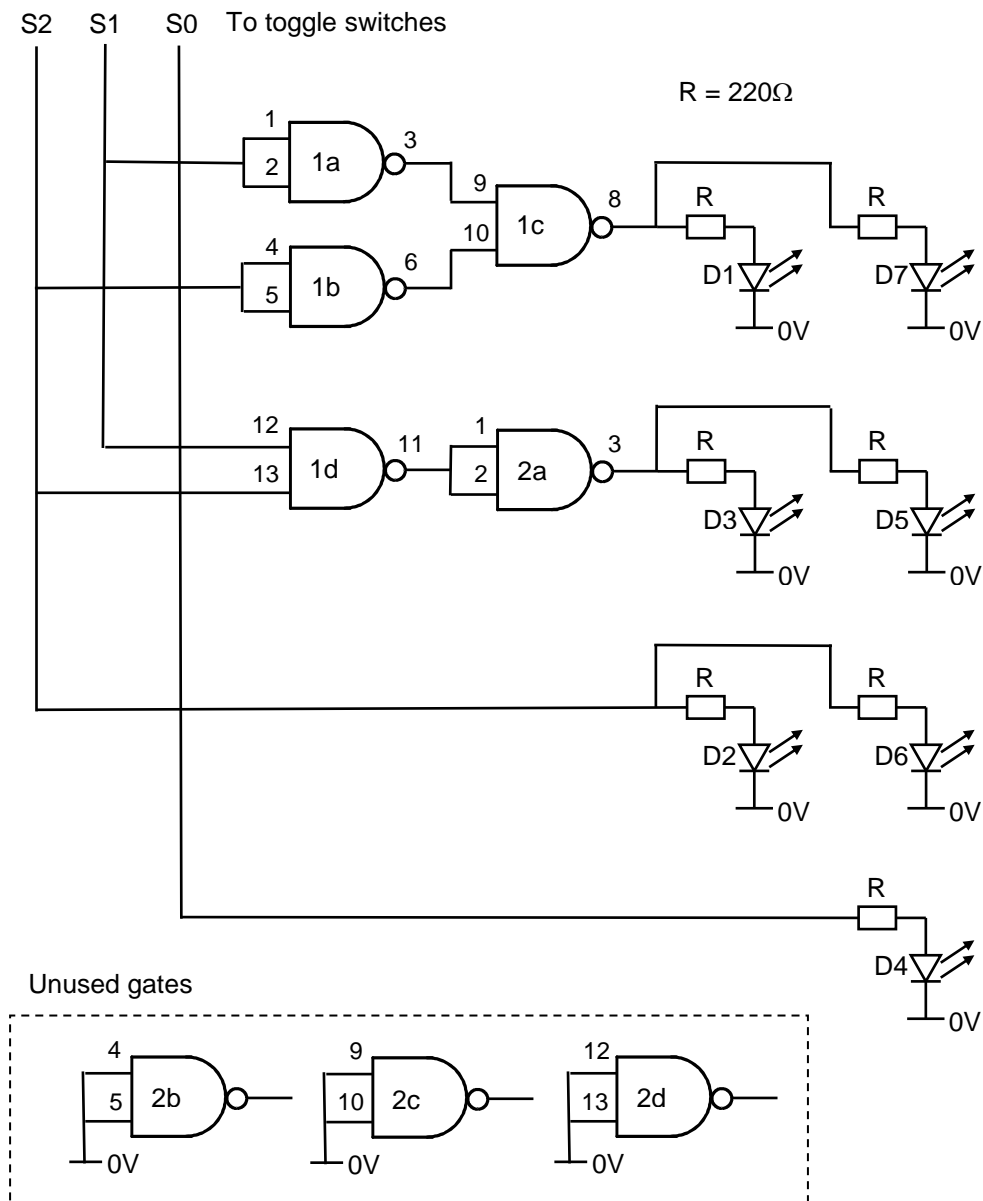 S2 S1 S0 To toggle switches
R = 220Ω
1
2
1a
3
9
10
1c
8
R
R
4
5
1b
6
D1
D7
0V
0V
12
13
1d
11
1
2
2a
3
R
R
D3
D5
0V
0V
R
R
D2
D6
0V
0V
R
D4
0V
Unused gates
4
5
2b
0V
9
10
2c
0V
12
13
2d
0V